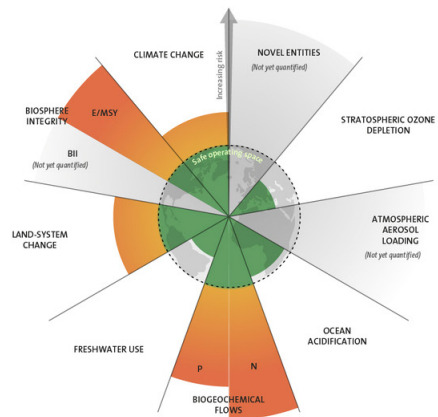 CLIMATE CHANGE
Increasing risk
NOVEL ENTITIES
(Not yet quantified)
BIOSPHERE
INTEGRITY
E/MSY
BII
(Not yet quantified)
STRATOSPHERIC OZONE
DEPLETION
Safe operating space
LAND-SYSTEM
CHANGE
ATMOSPHERIC
AEROSOL
LOADING
(Not yet quantified)
FRESHWATER USE
OCEAN
ACIDIFICATION
P
N
BIOGEOCHEMICAL
FLOWS